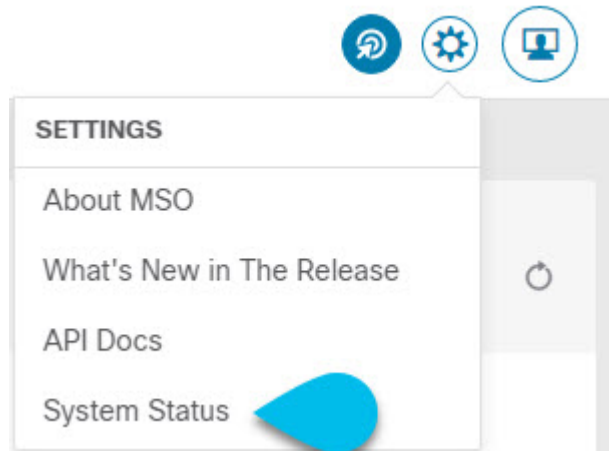 SETTINGS
About MSO
What's New in The Release
API Docs
System Status